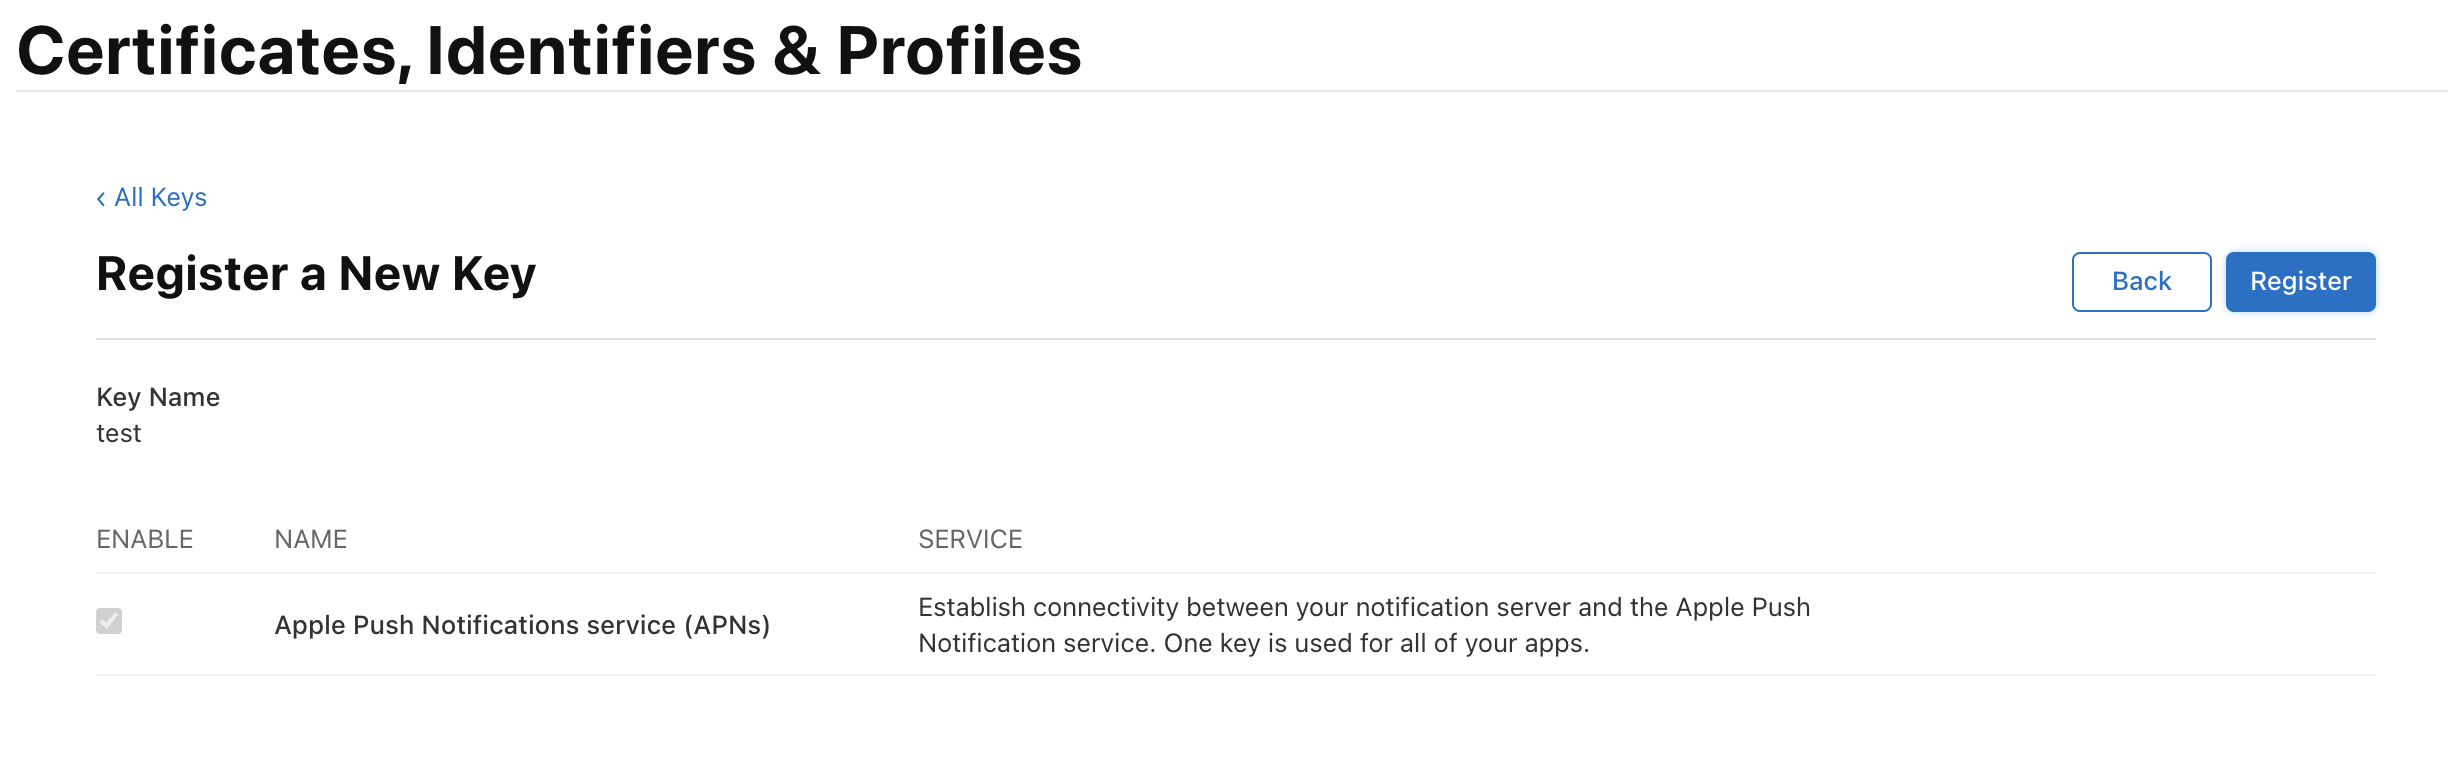 Certificates, Identifiers & Profiles
‹ All Keys
Register a New Key
Back
Register
Key Name
test
ENABLE NAME SERVICE
Apple Push Notifications service (APNs)
Establish connectivity between your notification server and the Apple Push
Notification service. One key is used for all of your apps.